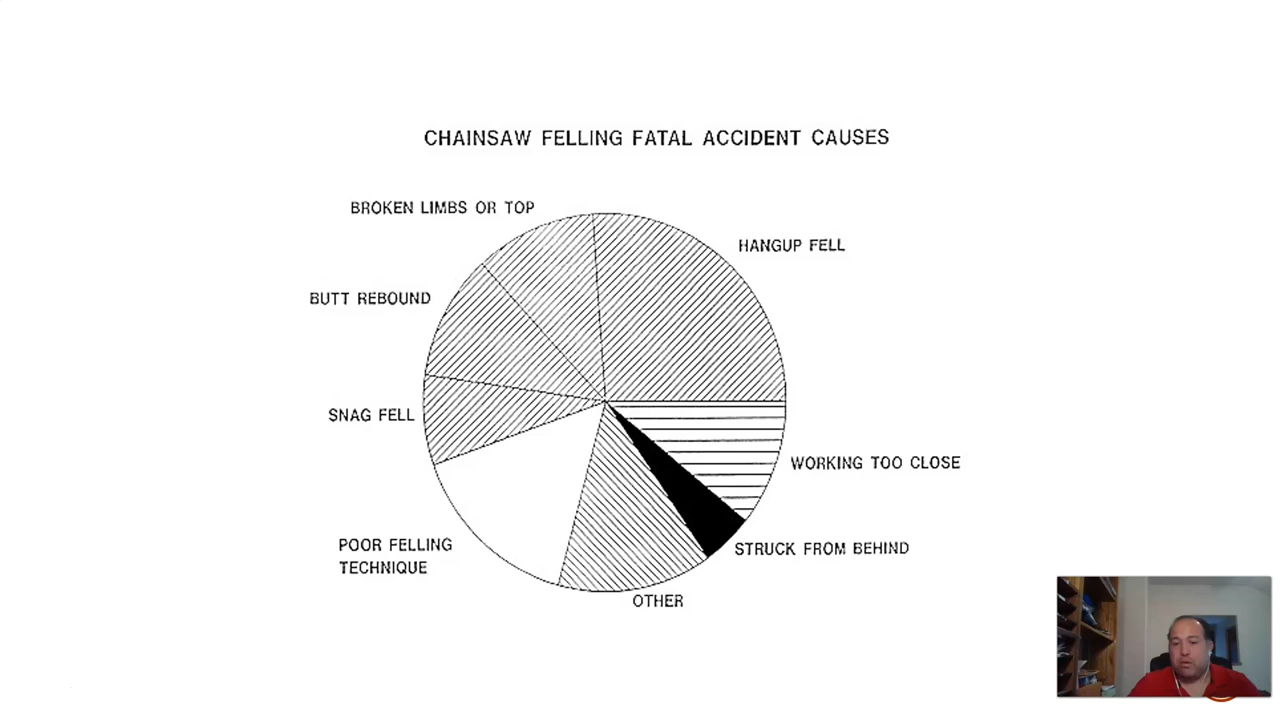 CHAINSAW FELLING FATAL ACCIDENT CAUSES
BROKEN LIMBS OR TOP
HANGUP FELL
BUTT REBOUND
SNAG FELL
WORKING TOO CLOSE
POOR FELLING
TECHNIQUE
STRUCK FROM BEHIND
OTHER